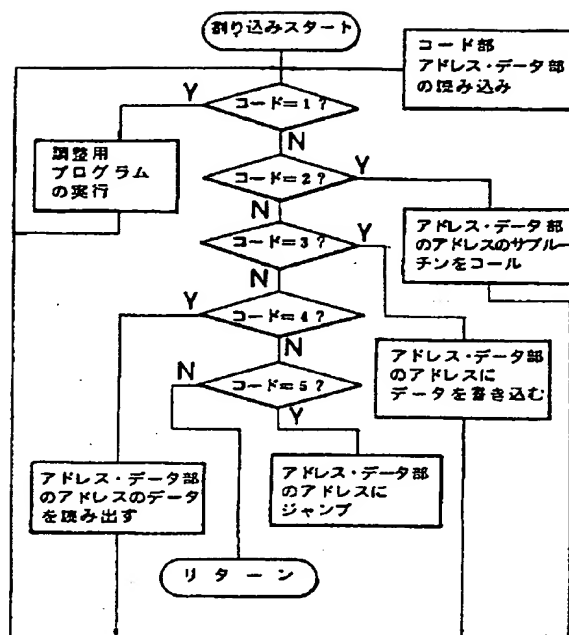 割り込みスタート
コード部
アドレス・データ部
の読み込み
Y
コード=1?
N
調整用
プログラム
の実行
コード=2?
Y
N
アドレス・データ部
のアドレスのサブルー
チンをコール
コード=3?
Y
N
Y
コード=4?
N
アドレス・データ部
のアドレスに
データを書き込む
N
コード=5?
Y
アドレス・データ部
のアドレスのデータ
を読み出す
アドレス・データ部
のアドレスに
ジャンプ
リターン